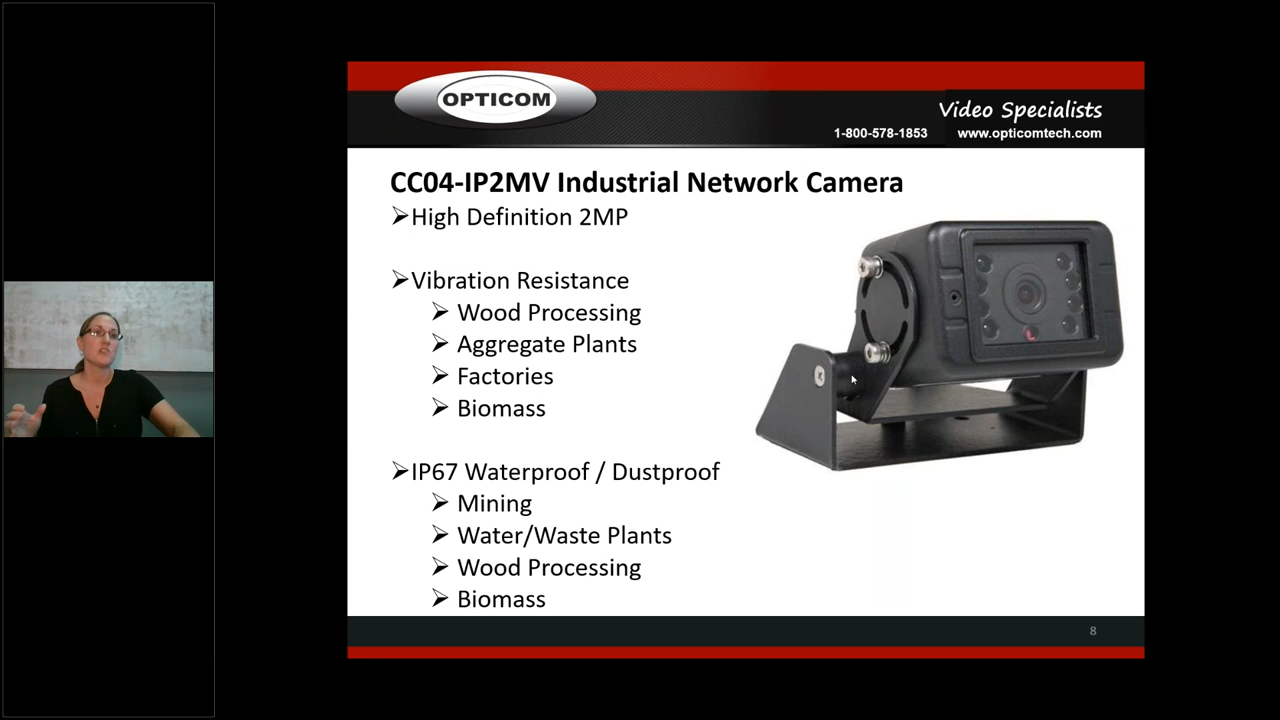 OPTICOM
Video Specialists
1-800-578-1853 www.opticomtech.com
CC04-IP2MV Industrial Network Camera
➢High Definition 2MP
➢Vibration Resistance
➢ Wood Processing
➢ Aggregate Plants
➢ Factories
➢ Biomass
➢IP67 Waterproof / Dustproof
➢ Mining
➢ Water/Waste Plants
➢ Wood Processing
➢ Biomass
8